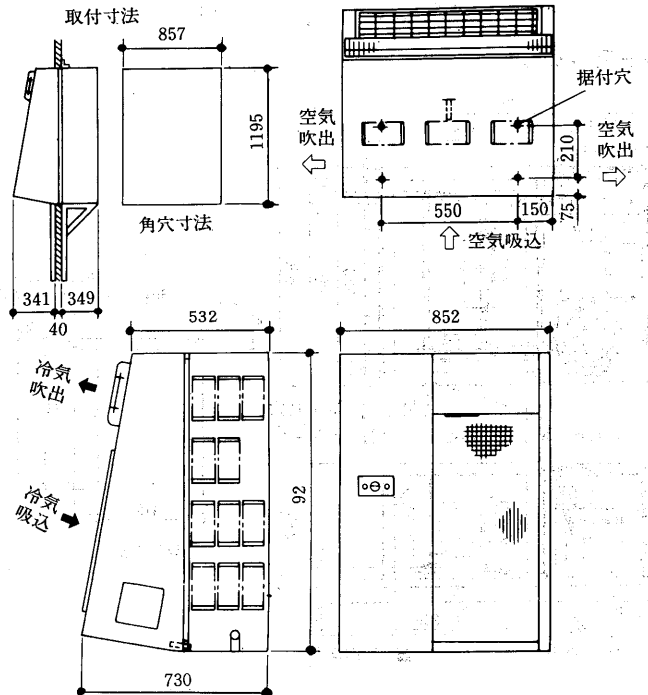 取付寸法
857
1195
角穴寸法
341
349
40
据付穴
空気
吹出
空気
吹出
210
75
550
150
空気吸込
532
852
冷気
吹出
冷気
吸込
92
730